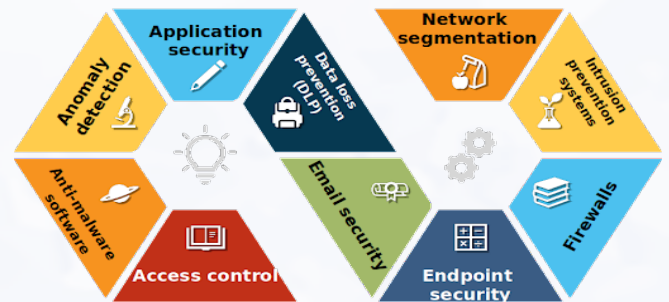 Application
security
Network
segmentation
Anomaly
detection
Data loss
prevention
(DLP)
Intrusion
prevention
systems
Anti-malware
software
Email security
Firewalls
Access control
Endpoint
security